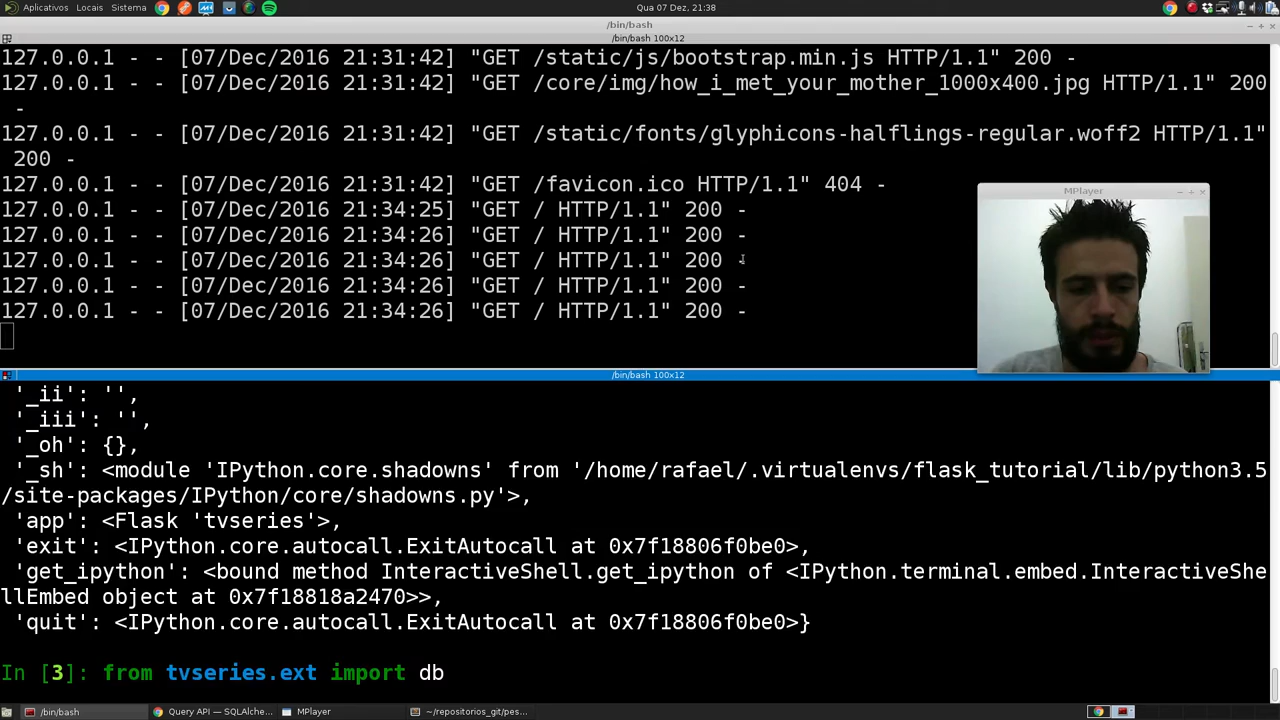 Aplicativos Locais Sistema Qua 07 Dez, 21:38
/bin/bash
/bin/bash 100x12
127.0.0.1 - - [07/Dec/2016 21:31:42] "GET /static/js/bootstrap.min.js HTTP/1.1" 200 -
127.0.0.1 - - [07/Dec/2016 21:31:42] "GET /core/img/how_i_met_your_mother_1000x400.jpg HTTP/1.1" 200
-
127.0.0.1 - - [07/Dec/2016 21:31:42] "GET /static/fonts/glyphicons-halflings-regular.woff2 HTTP/1.1"
200 -
127.0.0.1 - - [07/Dec/2016 21:31:42] "GET /favicon.ico HTTP/1.1" 404 -
127.0.0.1 - - [07/Dec/2016 21:34:25] "GET / HTTP/1.1" 200 -
127.0.0.1 - - [07/Dec/2016 21:34:26] "GET / HTTP/1.1" 200 -
127.0.0.1 - - [07/Dec/2016 21:34:26] "GET / HTTP/1.1" 200 -
127.0.0.1 - - [07/Dec/2016 21:34:26] "GET / HTTP/1.1" 200 -
127.0.0.1 - - [07/Dec/2016 21:34:26] "GET / HTTP/1.1" 200 -
MPlayer
/bin/bash 100x12
'_ii': '',
'_iii': '',
'_oh': {},
'_sh': <module 'IPython.core.shadowns' from '/home/rafael/.virtualenvs/flask_tutorial/lib/python3.5
/site-packages/IPython/core/shadowns.py'>,
'app': <Flask 'tvseries'>,
'exit': <IPython.core.autocall.ExitAutocall at 0x7f18806f0be0>,
'get_ipython': <bound method InteractiveShell.get_ipython of <IPython.terminal.embed.InteractiveShe
llEmbed object at 0x7f18818a2470>>,
'quit': <IPython.core.autocall.ExitAutocall at 0x7f18806f0be0>}
In [3]: from tvseries.ext import db
/bin/bash Query API — SQLAlche... MPlayer ~/repositorios_git/pes...